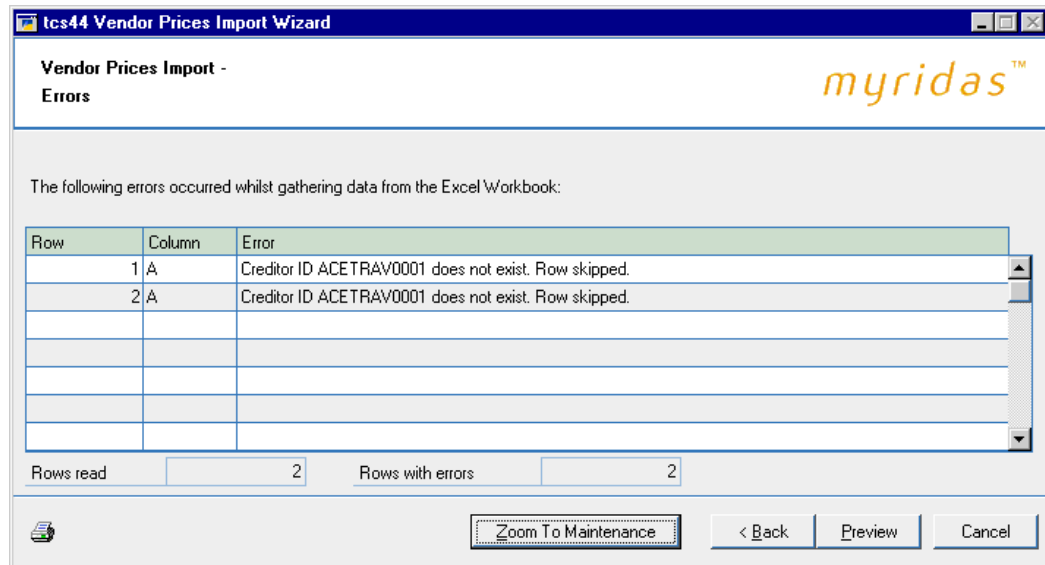 tcs44 Vendor Prices Import Wizard
Vendor Prices Import -
Errors
myridas™
The following errors occurred whilst gathering data from the Excel Workbook:
Row Column Error
1 A Creditor ID ACETRAV0001 does not exist. Row skipped.
2 A Creditor ID ACETRAV0001 does not exist. Row skipped.
Rows read 2 Rows with errors 2
Zoom To Maintenance < Back Preview Cancel